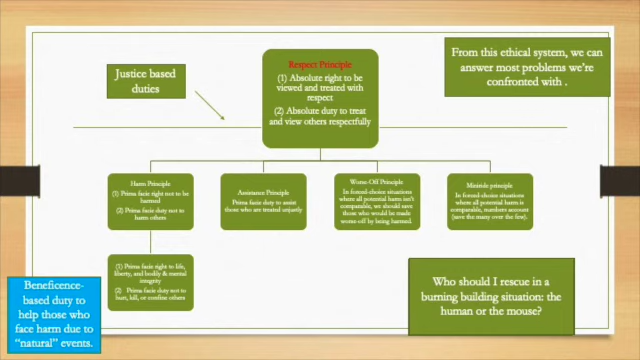 Respect Principle
(1) Absolute right to be
viewed and treated with
respect
(2) Absolute duty to treat
and view others respectfully
From this ethical system, we can
answer most problems we're
confronted with .
Justice based
duties
Harm Principle
(1) Prima facie right not to be
harmed
(2) Prima facie duty not to
harm others
Assistance Principle
Prima facie duty to assist
those who are treated unjustly
Worse-Off Principle
In forced-choice situations
where all potential harm isn't
comparable, we should save
those who would be made
worse-off by being harmed.
Miniride principle
In forced-choice situations
where all potential harm is
comparable, numbers account
(save the many over the few).
(1) Prima facie right to life,
liberty, and bodily & mental
integrity
(2) Prima facie duty not to
hurt, kill, or confine others
Beneficence-
based duty to
help those who
face harm due to
"natural" events.
Who should I rescue in a
burning building situation: the
human or the mouse?